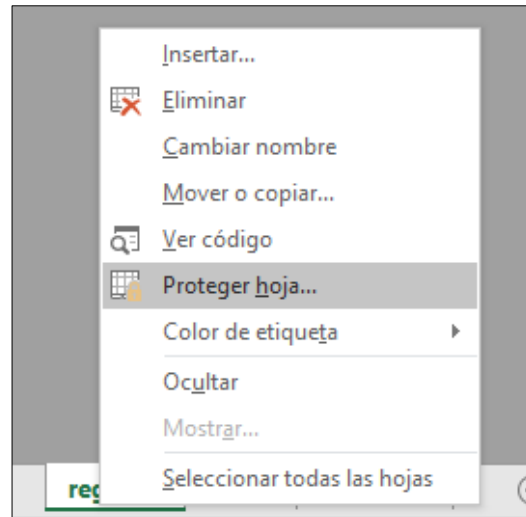 Insertar...
Eliminar
Cambiar nombre
Mover o copiar...
Ver código
Proteger hoja...
Color de etiqueta
Ocultar
Mostrar...
Seleccionar todas las hojas